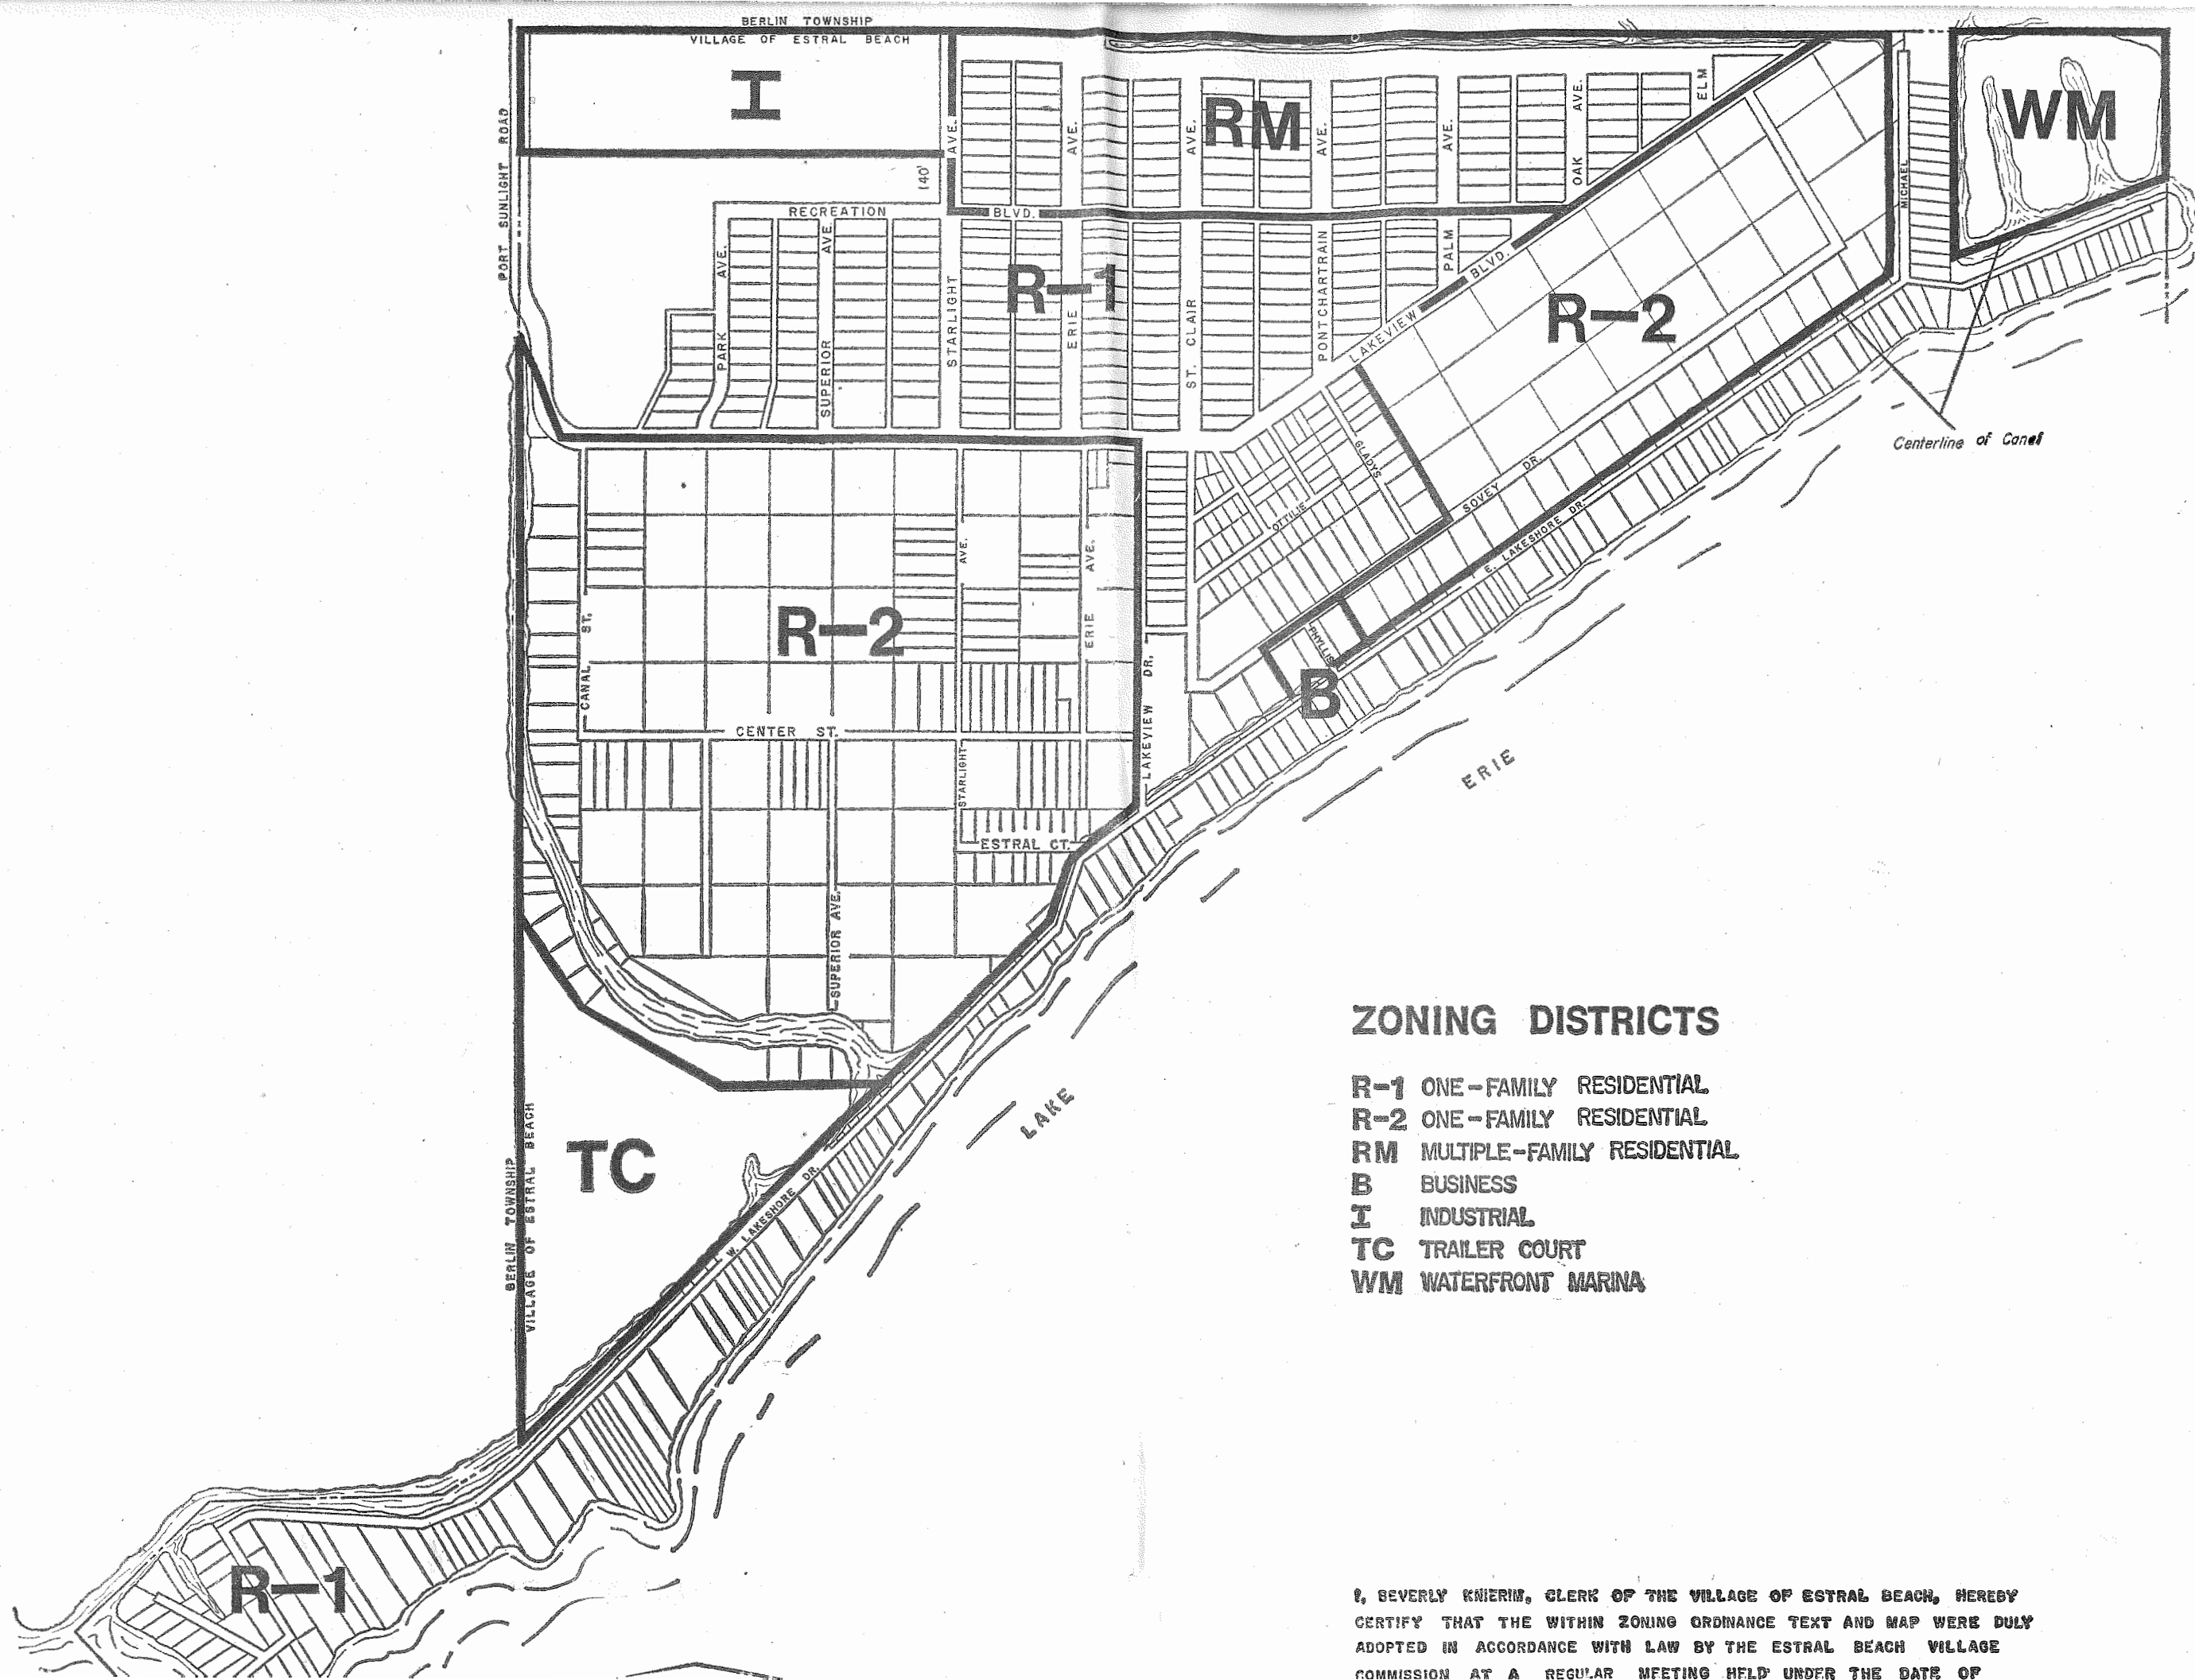 BERLIN TOWNSHIP
VILLAGE OF ESTRAL BEACH
I
RM
WM
PORT SUNLIGHT ROAD
AVE.
AVE.
AVE.
AVE.
AVE.
OAK AVE.
ELM
MICHAEL
140'
RECREATION
BLVD.
PARK AVE.
SUPERIOR AVE.
STARLIGHT
R-1
ERIE
ST. CLAIR
PONTCHARTRAIN
PALM
LAKEVIEW BLVD.
R-2
Centerline of Canal
GLADYS
OTTILIE
SOVEY DR.
E. LAKESHORE DR.
PHYLLIS
B
R-2
CANAL ST.
AVE.
ERIE AVE.
LAKEVIEW DR.
CENTER ST.
STARLIGHT
ESTRAL CT.
SUPERIOR AVE.
ERIE
LAKE
TC
BERLIN TOWNSHIP
VILLAGE OF ESTRAL BEACH
W. LAKESHORE DR.
R-1
ZONING DISTRICTS
R-1 ONE-FAMILY RESIDENTIAL
R-2 ONE-FAMILY RESIDENTIAL
RM MULTIPLE-FAMILY RESIDENTIAL
B BUSINESS
I INDUSTRIAL
TC TRAILER COURT
WM WATERFRONT MARINA
I, BEVERLY KNIERIM, CLERK OF THE VILLAGE OF ESTRAL BEACH, HEREBY
CERTIFY THAT THE WITHIN ZONING ORDINANCE TEXT AND MAP WERE DULY
ADOPTED IN ACCORDANCE WITH LAW BY THE ESTRAL BEACH VILLAGE
COMMISSION AT A REGULAR MEETING HELD UNDER THE DATE OF